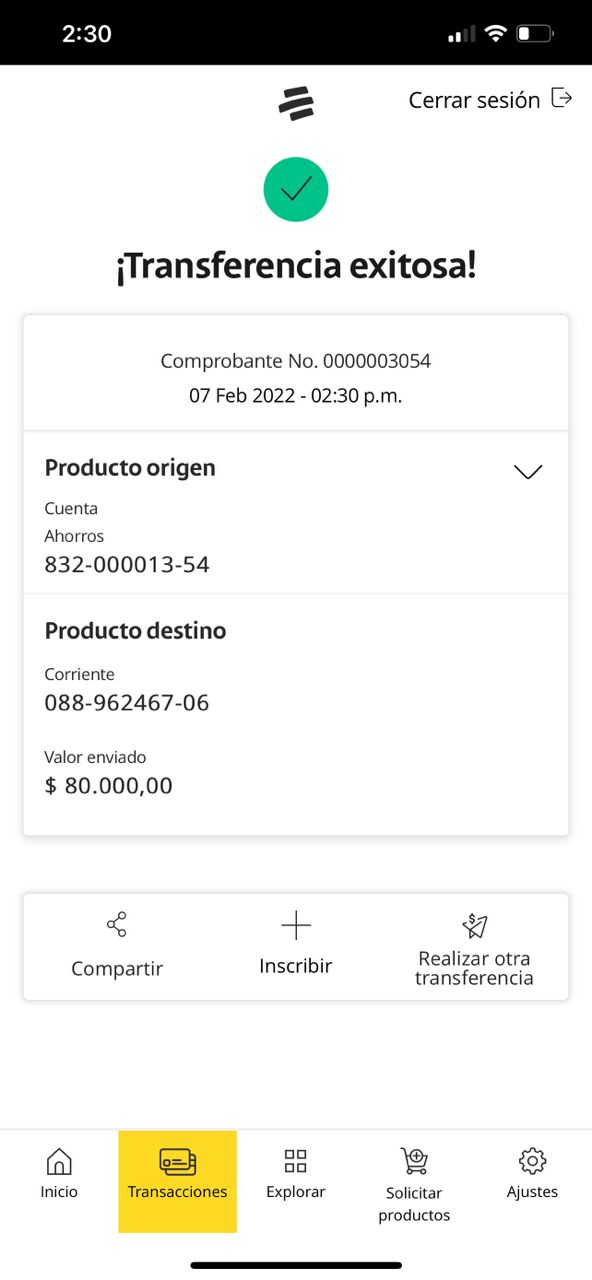 2:30
Cerrar sesión
¡Transferencia exitosa!
Comprobante No. 0000003054
07 Feb 2022 - 02:30 p.m.
Producto origen
Cuenta
Ahorros
832-000013-54
Producto destino
Corriente
088-962467-06
Valor enviado
$ 80.000,00
Compartir
Inscribir
Realizar otra
transferencia
Inicio
Transacciones
Explorar
Solicitar
productos
Ajustes